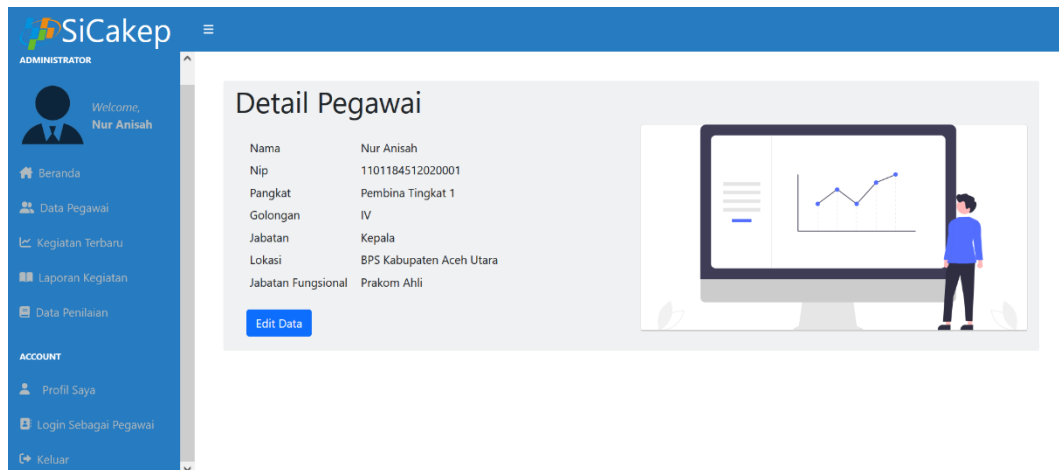 SiCakep
ADMINISTRATOR
Welcome,
Nur Anisah
Beranda
Data Pegawai
Kegiatan Terbaru
Laporan Kegiatan
Data Penilaian
ACCOUNT
Profil Saya
Login Sebagai Pegawai
Keluar
Detail Pegawai
Nama Nur Anisah
Nip 1101184512020001
Pangkat Pembina Tingkat 1
Golongan IV
Jabatan Kepala
Lokasi BPS Kabupaten Aceh Utara
Jabatan Fungsional Prakom Ahli
Edit Data